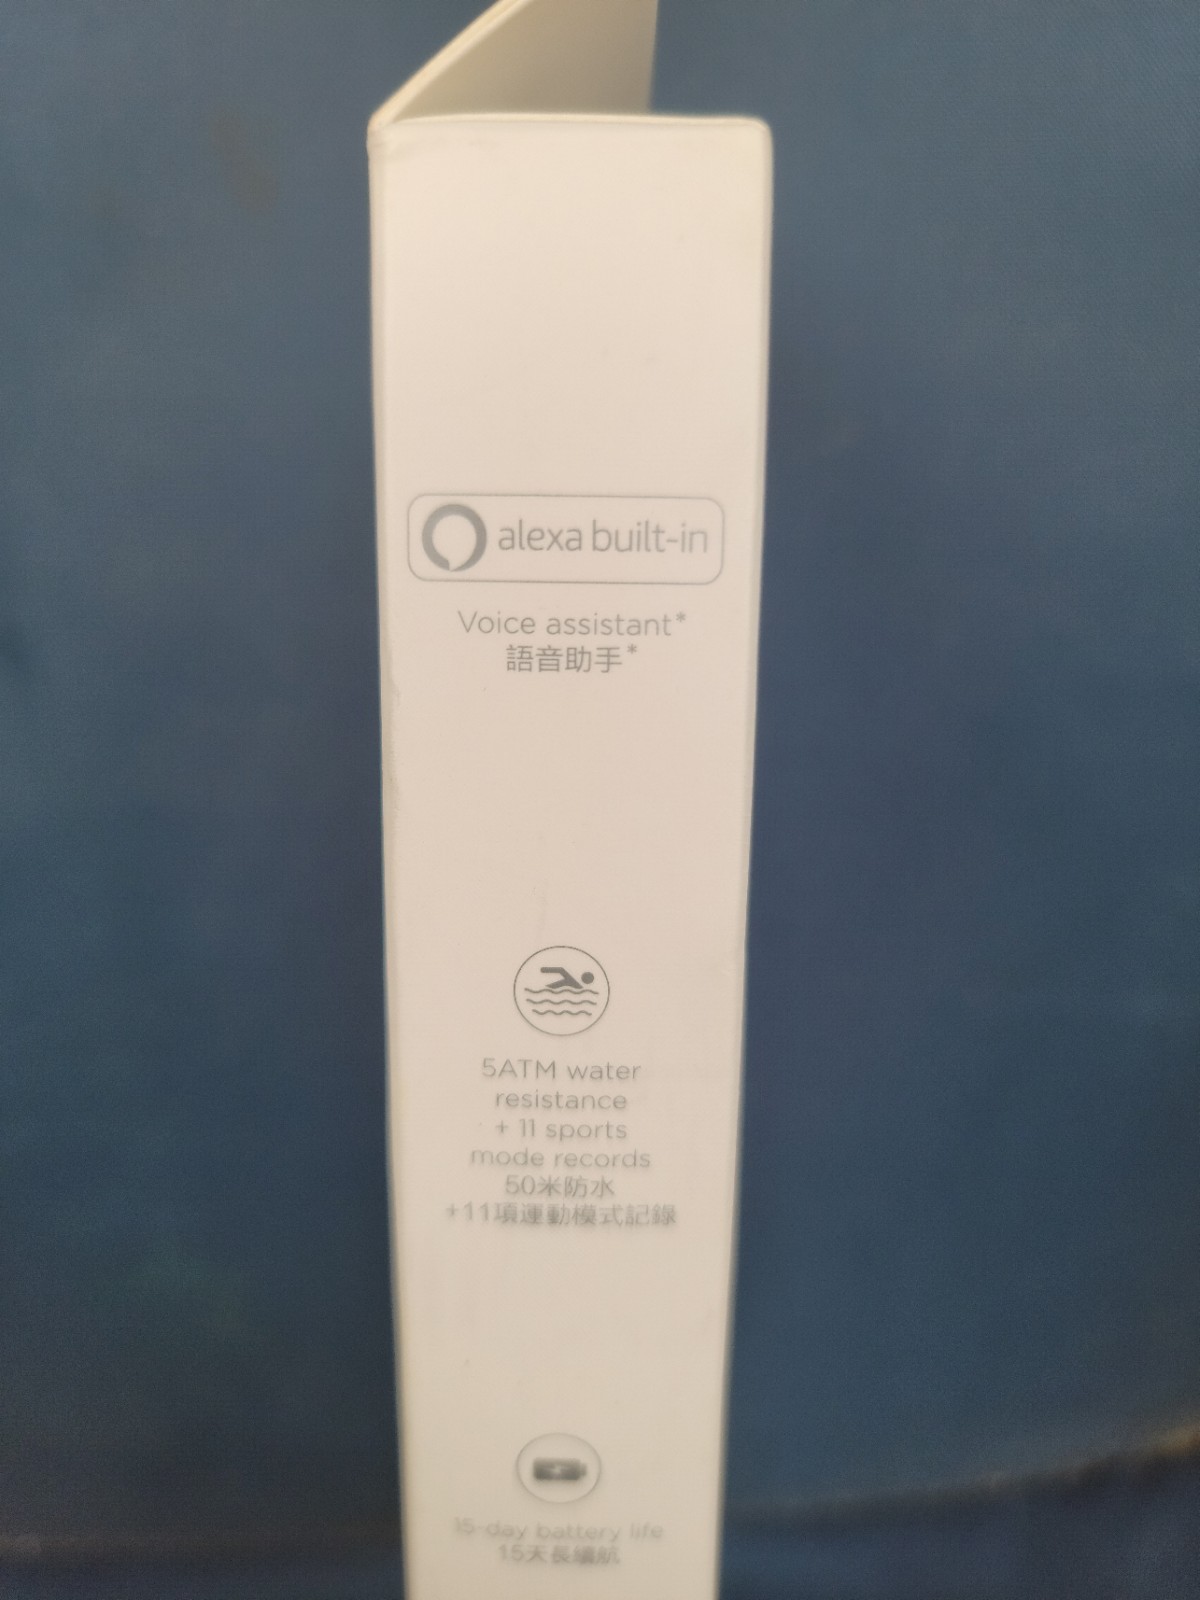 alexa built-in
Voice assistant*
語音助手*
5ATM water
resistance
+ 11 sports
mode records
50米防水
+11項運動模式記錄
15-day battery life
15天長續航